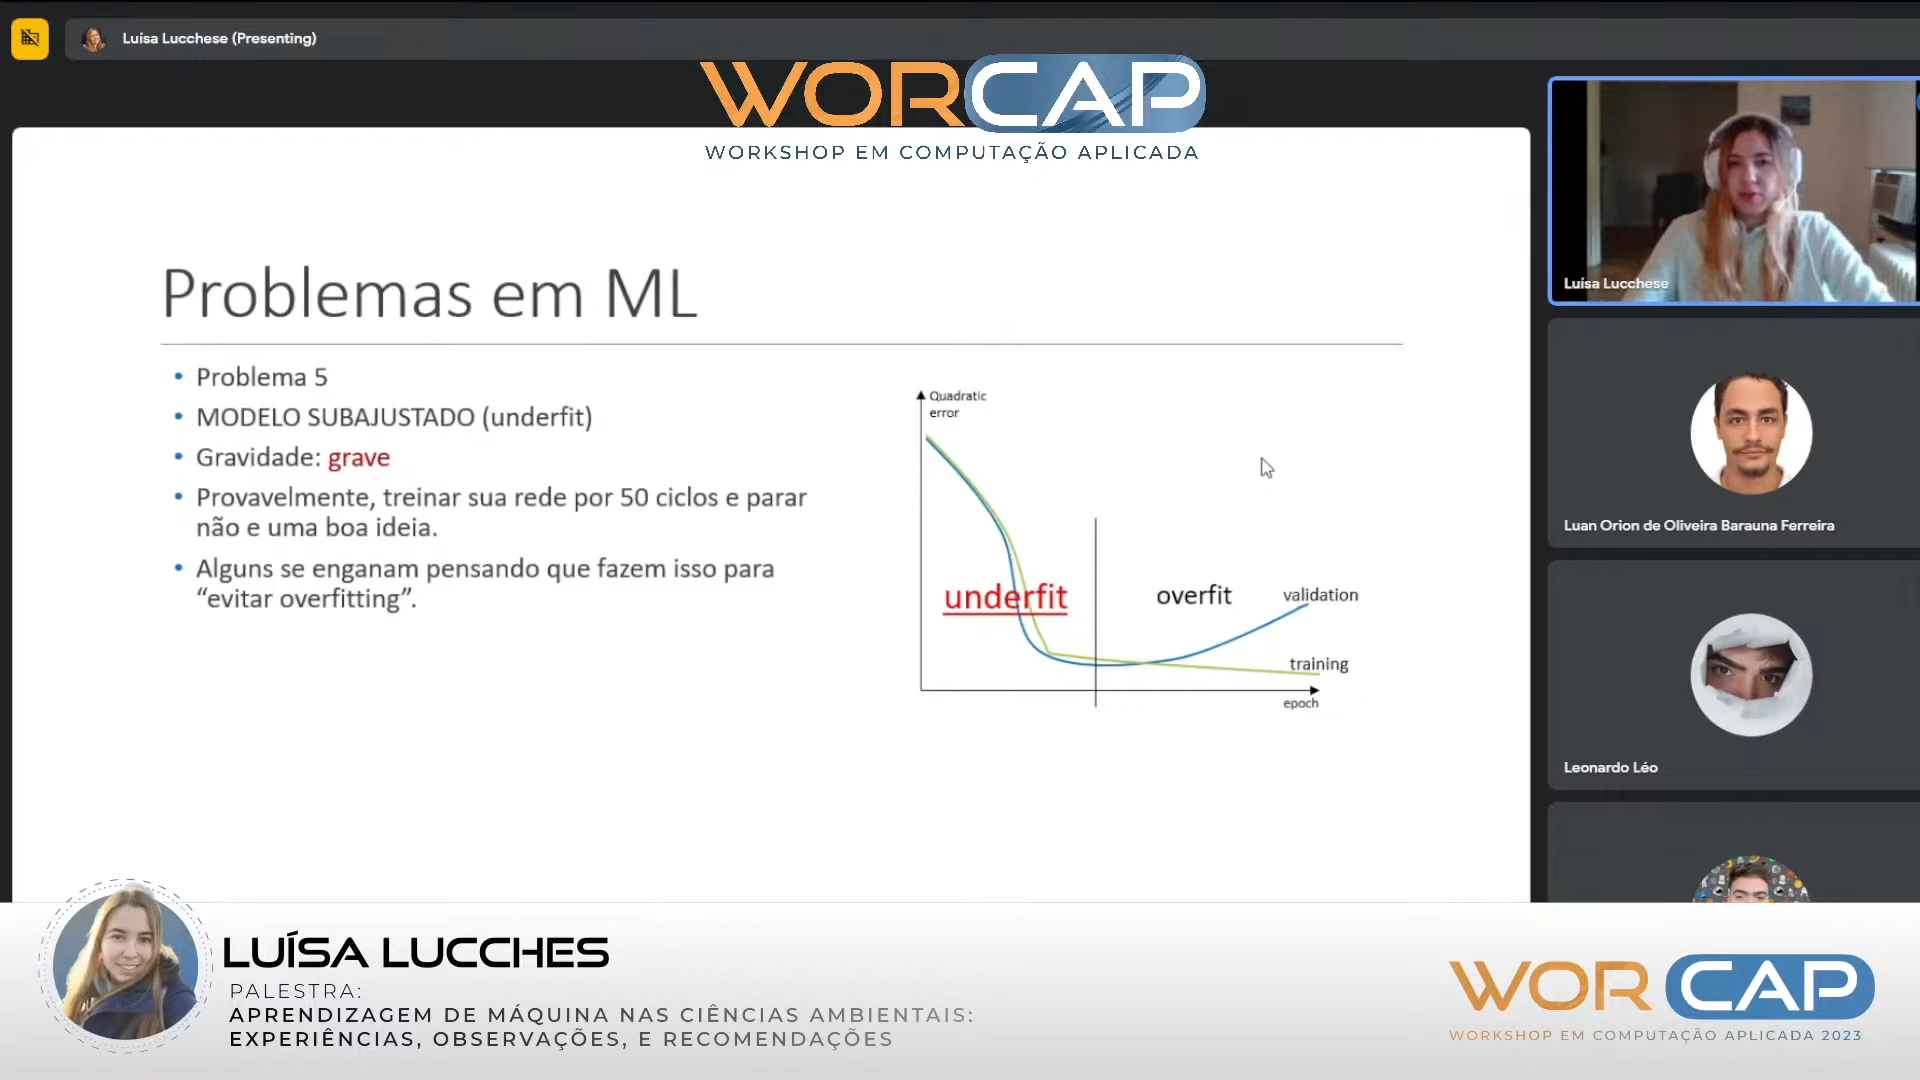 Luísa Lucchese (Presenting)
WORCAP
WORKSHOP EM COMPUTAÇÃO APLICADA
Problemas em ML
• Problema 5
• MODELO SUBAJUSTADO (underfit)
• Gravidade: grave
• Provavelmente, treinar sua rede por 50 ciclos e parar
não e uma boa ideia.
• Alguns se enganam pensando que fazem isso para
“evitar overfitting”.
Quadratic
error
underfit
overfit
validation
training
epoch
Luísa Lucchese
Luan Orion de Oliveira Barauna Ferreira
Leonardo Léo
LUÍSA LUCCHES
PALESTRA:
APRENDIZAGEM DE MÁQUINA NAS CIÊNCIAS AMBIENTAIS:
EXPERIÊNCIAS, OBSERVAÇÕES, E RECOMENDAÇÕES
WORCAP
WORKSHOP EM COMPUTAÇÃO APLICADA 2023